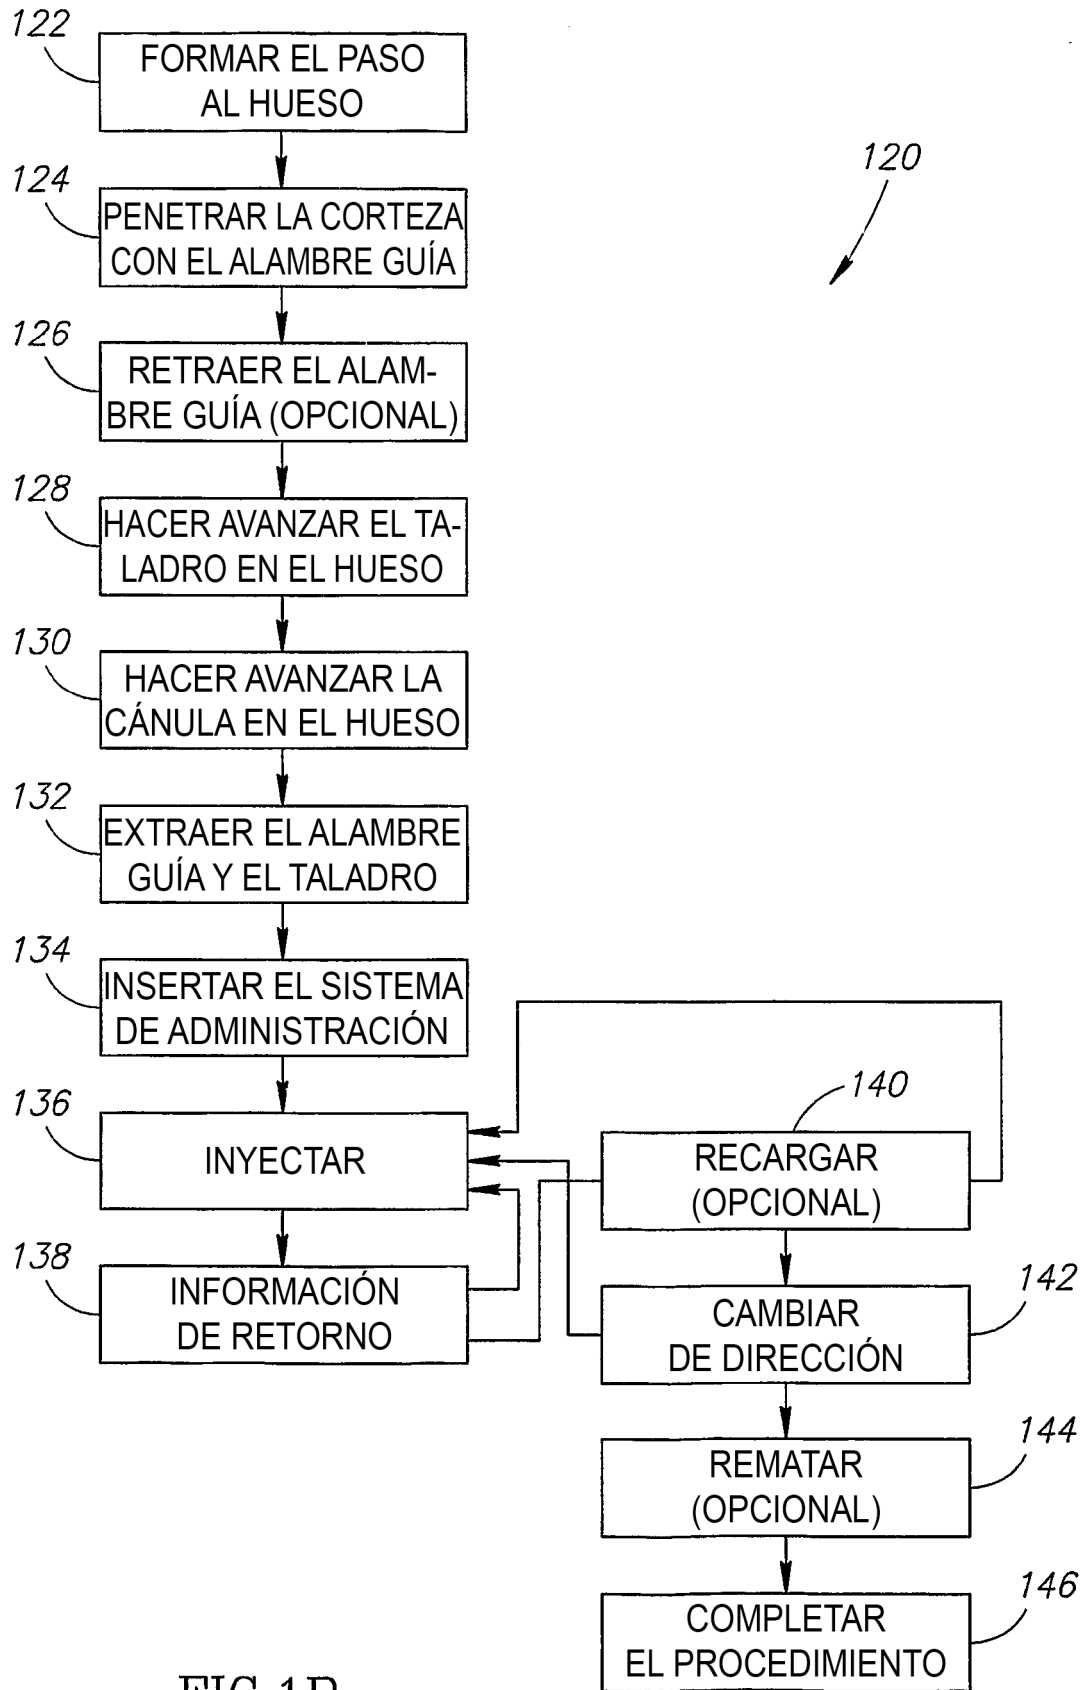 122
FORMAR EL PASO
AL HUESO
120
124
PENETRAR LA CORTEZA
CON EL ALAMBRE GUÍA
126
RETRAER EL ALAM-
BRE GUÍA (OPCIONAL)
128
HACER AVANZAR EL TA-
LADRO EN EL HUESO
130
HACER AVANZAR LA
CÁNULA EN EL HUESO
132
EXTRAER EL ALAMBRE
GUÍA Y EL TALADRO
134
INSERTAR EL SISTEMA
DE ADMINISTRACIÓN
136
INYECTAR
138
INFORMACIÓN
DE RETORNO
140
RECARGAR
(OPCIONAL)
142
CAMBIAR
DE DIRECCIÓN
144
REMATAR
(OPCIONAL)
146
COMPLETAR
EL PROCEDIMIENTO
FIG. 1B